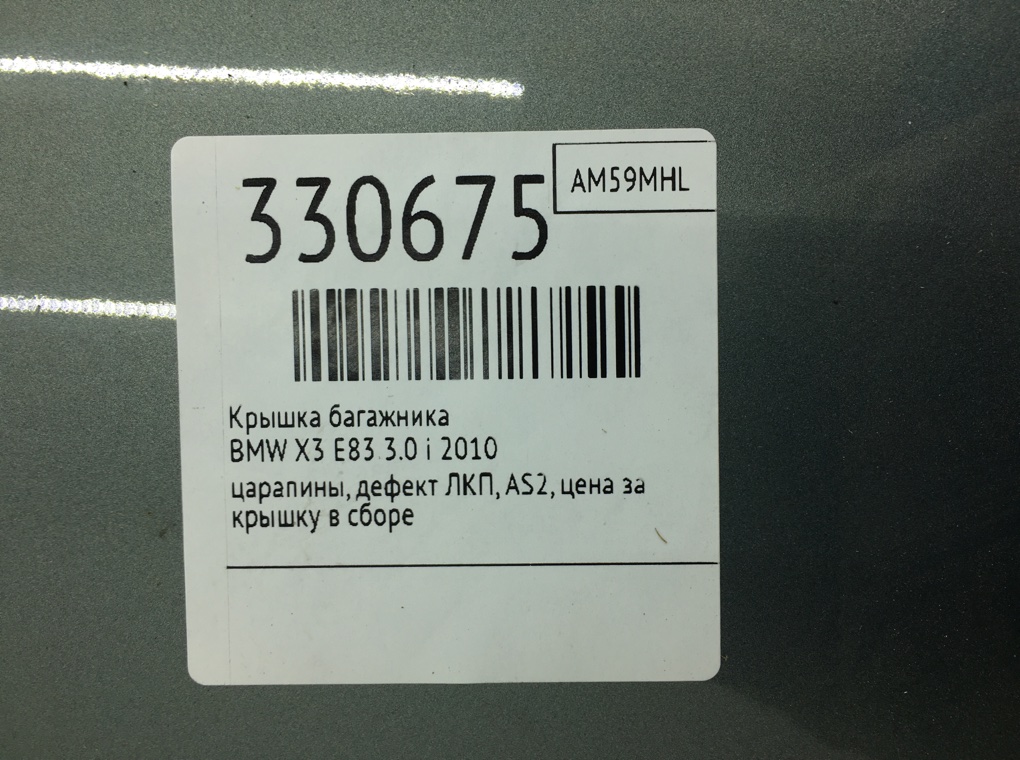 330675
AM59MHL
Крышка багажника
BMW X3 E83 3.0 i 2010
царапины, дефект ЛКП, AS2, цена за
крышку в сборе